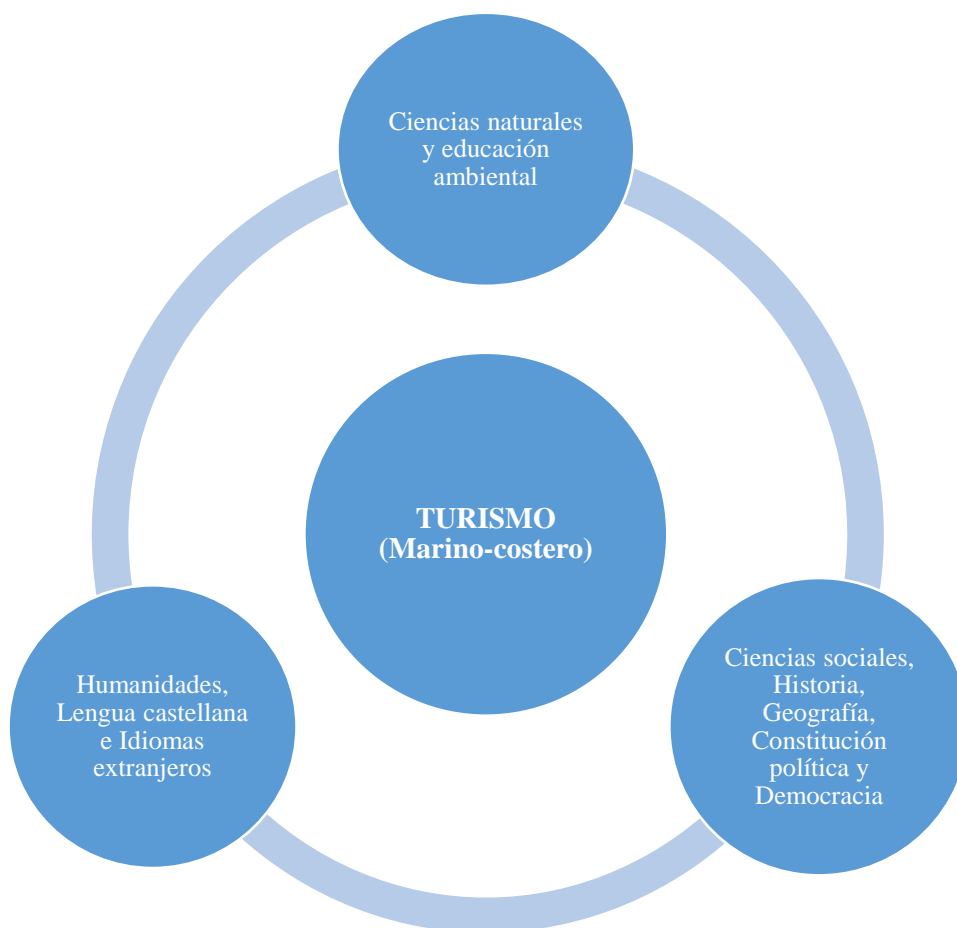 Ciencias naturales
y educación
ambiental
TURISMO
(Marino-costero)
Humanidades,
Lengua castellana
e Idiomas
extranjeros
Ciencias sociales,
Historia,
Geografía,
Constitución
política y
Democracia